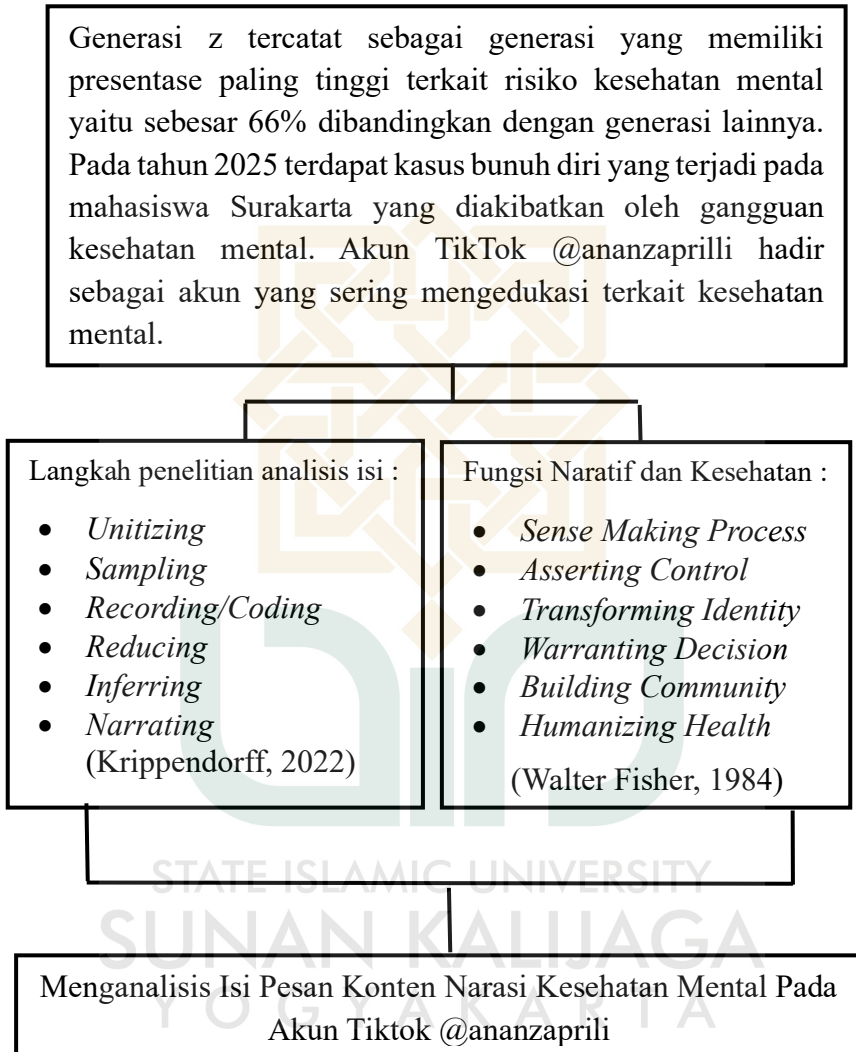 Generasi z tercatat sebagai generasi yang memiliki
presentase paling tinggi terkait risiko kesehatan mental
yaitu sebesar 66% dibandingkan dengan generasi lainnya.
Pada tahun 2025 terdapat kasus bunuh diri yang terjadi pada
mahasiswa Surakarta yang diakibatkan oleh gangguan
kesehatan mental. Akun TikTok @ananzaprilli hadir
sebagai akun yang sering mengedukasi terkait kesehatan
mental.
Langkah penelitian analisis isi :
• Unitizing
• Sampling
• Recording/Coding
• Reducing
• Inferring
• Narrating
(Krippendorff, 2022)
Fungsi Naratif dan Kesehatan :
• Sense Making Process
• Asserting Control
• Transforming Identity
• Warranting Decision
• Building Community
• Humanizing Health
(Walter Fisher, 1984)
STATE ISLAMIC UNIVERSITY
SUNAN KALIJAGA
Menganalisis Isi Pesan Konten Narasi Kesehatan Mental Pada
YOGYAKARTA
Akun Tiktok @ananzaprili